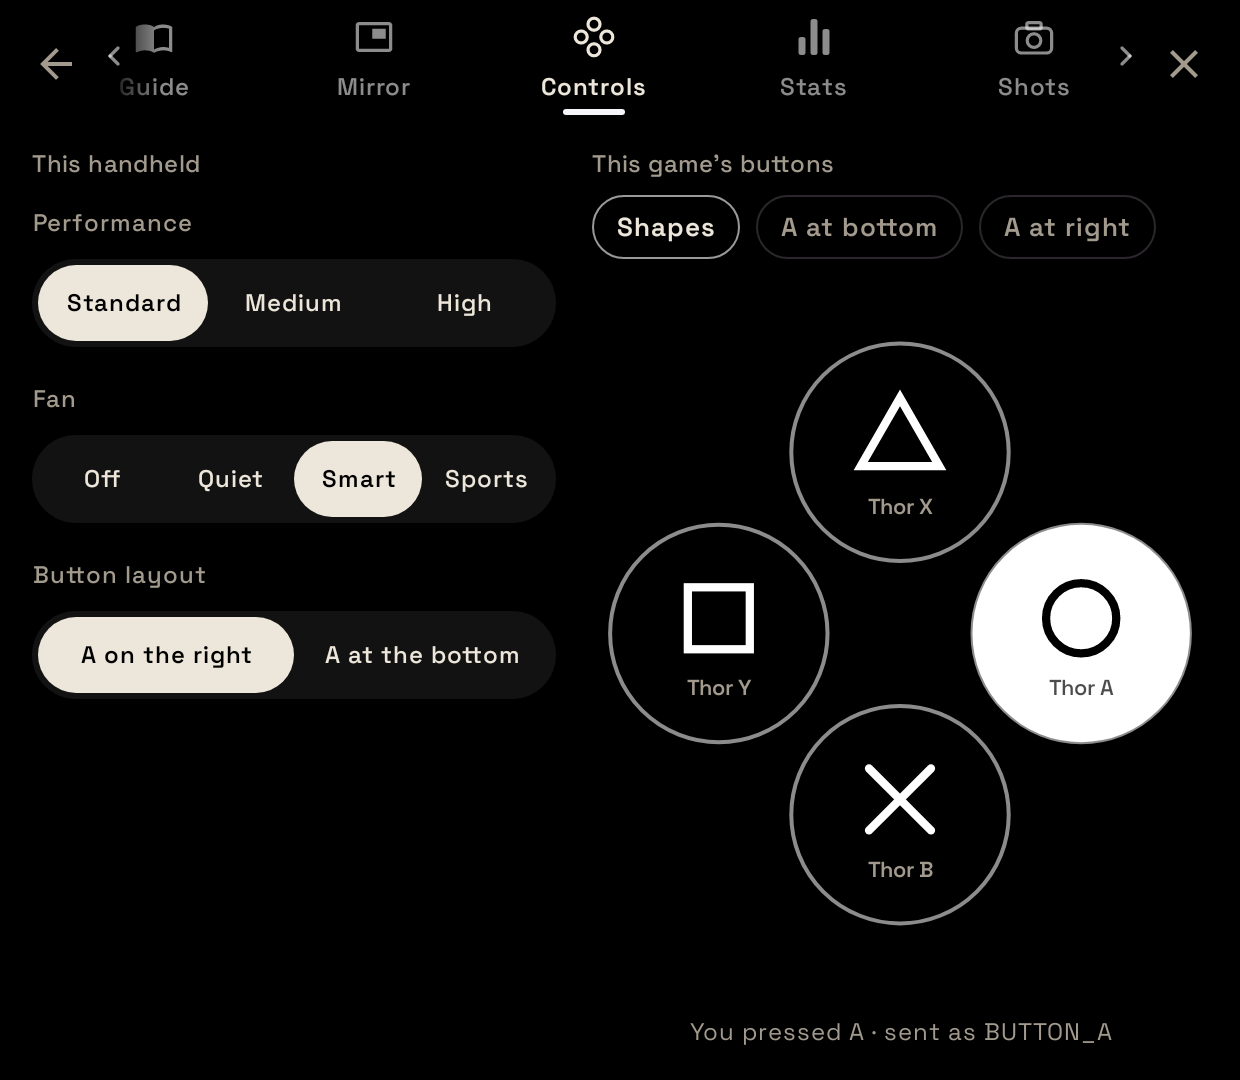 Guide
Mirror
Controls
Stats
Shots
This handheld
Performance
Standard
Medium
High
Fan
Off
Quiet
Smart
Sports
Button layout
A on the right
A at the bottom
This game's buttons
Shapes
A at bottom
A at right
Thor X
Thor Y
Thor A
Thor B
You pressed A · sent as BUTTON_A